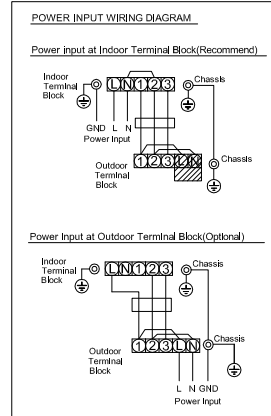 POWER INPUT WIRING DIAGRAM
Power input at Indoor Terminal Block(Recommend)
Indoor
Terminal
Block
L N 1 2 3
Chassis
GND L N
Power Input
1 2 3 L N
Chassis
Outdoor
Terminal
Block
Power Input at Outdoor Terminal Block(Optional)
Indoor
Terminal
Block
L N 1 2 3
Chassis
1 2 3 L N
Chassis
Outdoor
Terminal
Block
L N GND
Power Input